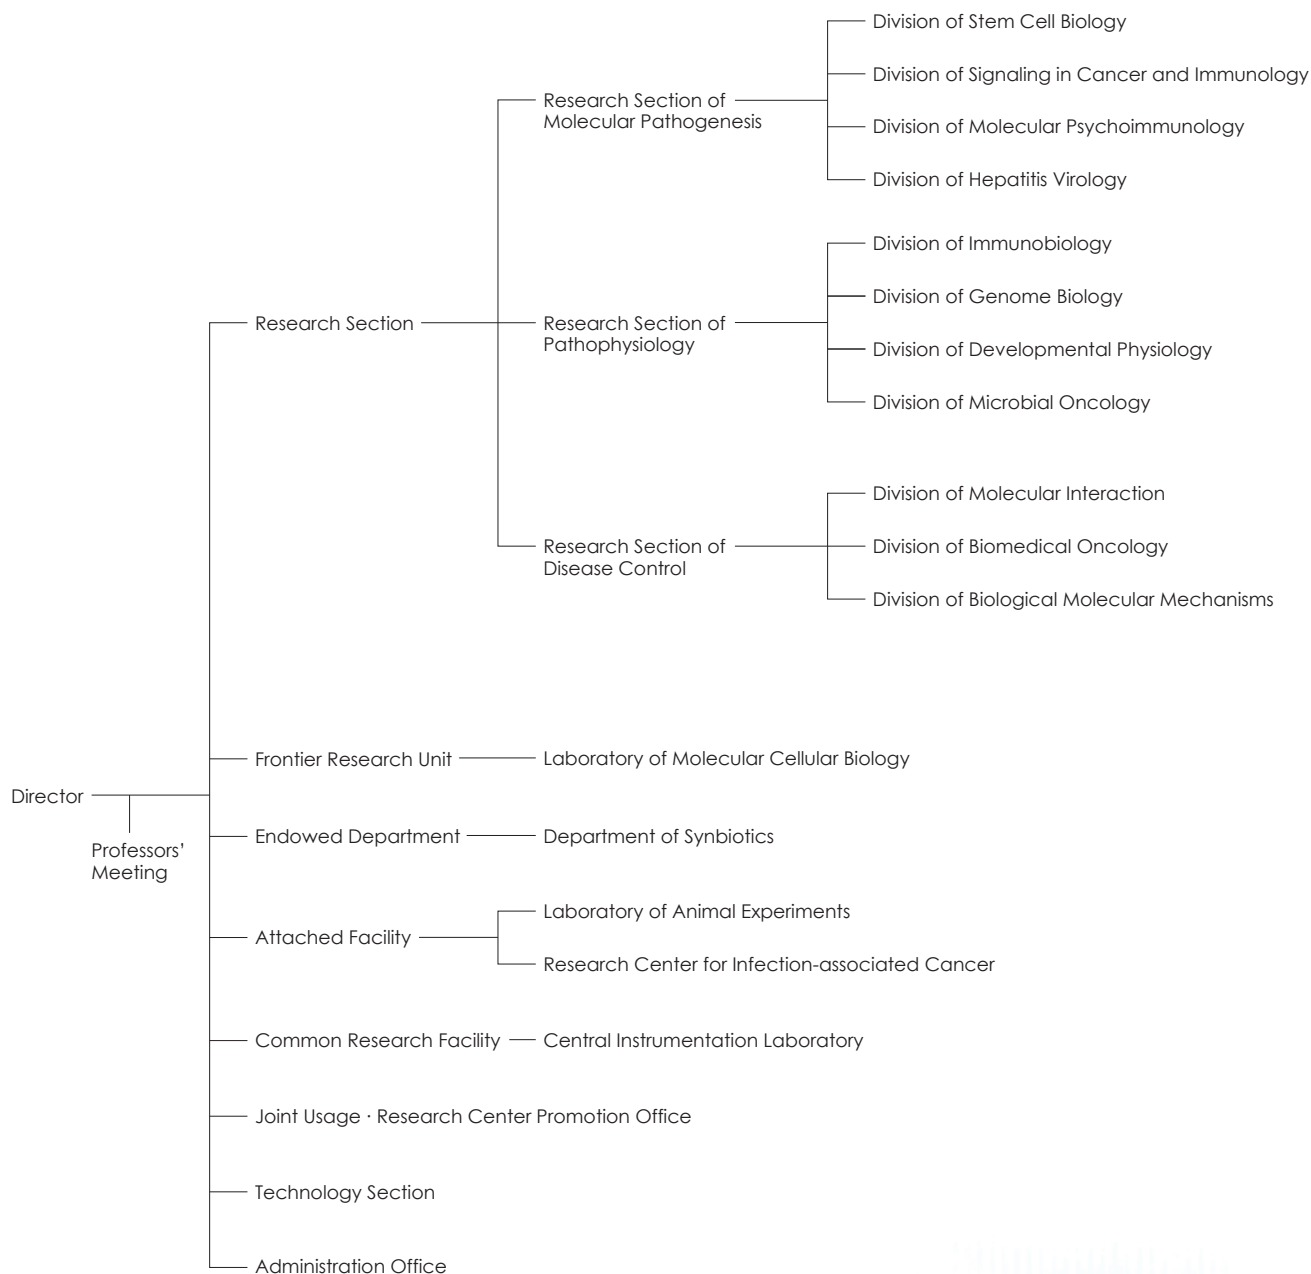 Division of Stem Cell Biology
Division of Signaling in Cancer and Immunology
Research Section of
Molecular Pathogenesis
Division of Molecular Psychoimmunology
Division of Hepatitis Virology
Division of Immunobiology
Division of Genome Biology
Research Section
Research Section of
Pathophysiology
Division of Developmental Physiology
Division of Microbial Oncology
Division of Molecular Interaction
Research Section of
Disease Control
Division of Biomedical Oncology
Division of Biological Molecular Mechanisms
Frontier Research Unit
Laboratory of Molecular Cellular Biology
Director
Professors'
Meeting
Endowed Department
Department of Synbiotics
Attached Facility
Laboratory of Animal Experiments
Research Center for Infection-associated Cancer
Common Research Facility
Central Instrumentation Laboratory
Joint Usage · Research Center Promotion Office
Technology Section
Administration Office